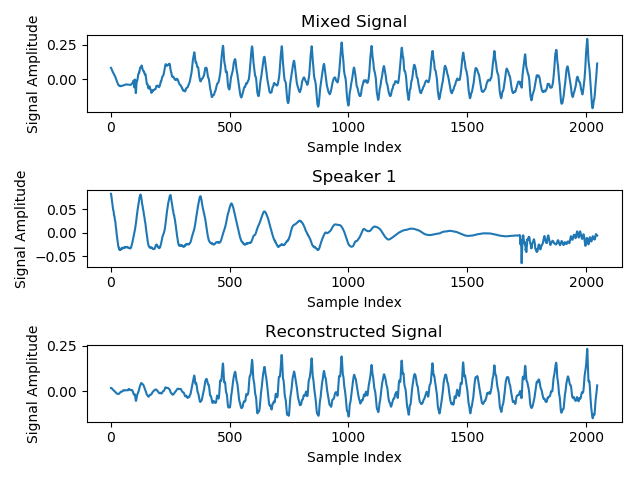 Mixed Signal
Signal Amplitude
0.25
0.00
0 500 1000 1500 2000
Sample Index
Speaker 1
Signal Amplitude
0.05
0.00
−0.05
0 500 1000 1500 2000
Sample Index
Reconstructed Signal
Signal Amplitude
0.25
0.00
0 500 1000 1500 2000
Sample Index